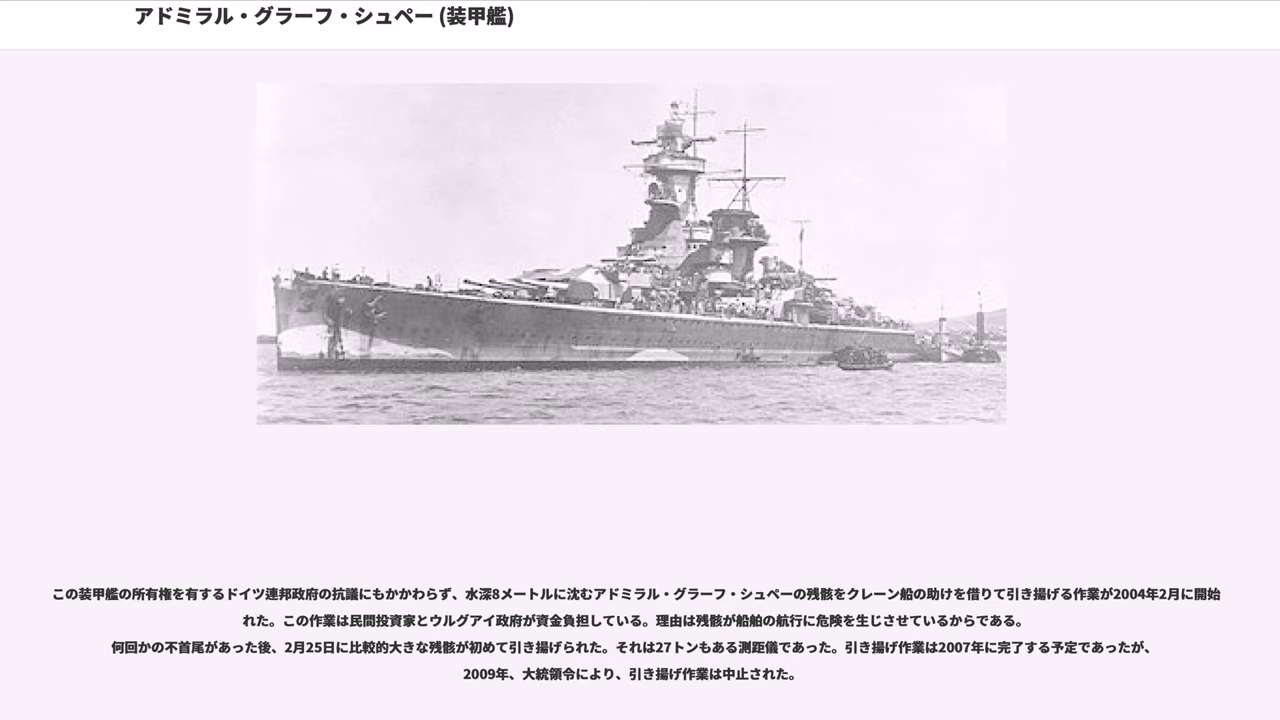 アドミラル・グラーフ・シュペー (装甲艦)
この装甲艦の所有権を有するドイツ連邦政府の抗議にもかかわらず、水深8メートルに沈むアドミラル・グラーフ・シュペーの残骸をクレーン船の助けを借りて引き揚げる作業が2004年2月に開始
れた。この作業は民間投資家とウルグアイ政府が資金負担している。理由は残骸が船舶の航行に危険を生じさせているからである。
何回かの不首尾があった後、2月25日に比較的大きな残骸が初めて引き揚げられた。それは27トンもある測距儀であった。引き揚げ作業は2007年に完了する予定であったが、
2009年、大統領令により、引き揚げ作業は中止された。